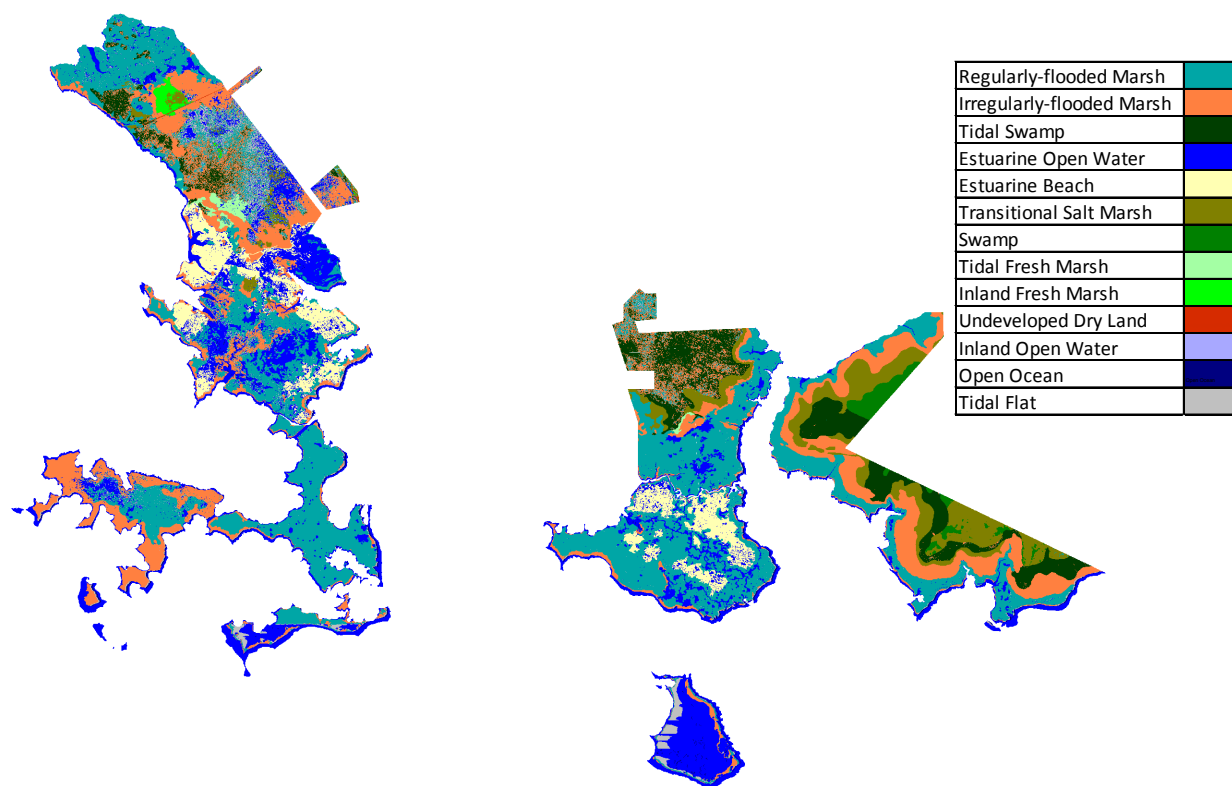 Regularly-flooded Marsh
Irregularly-flooded Marsh
Tidal Swamp
Estuarine Open Water
Estuarine Beach
Transitional Salt Marsh
Swamp
Tidal Fresh Marsh
Inland Fresh Marsh
Undeveloped Dry Land
Inland Open Water
Open Ocean
Tidal Flat